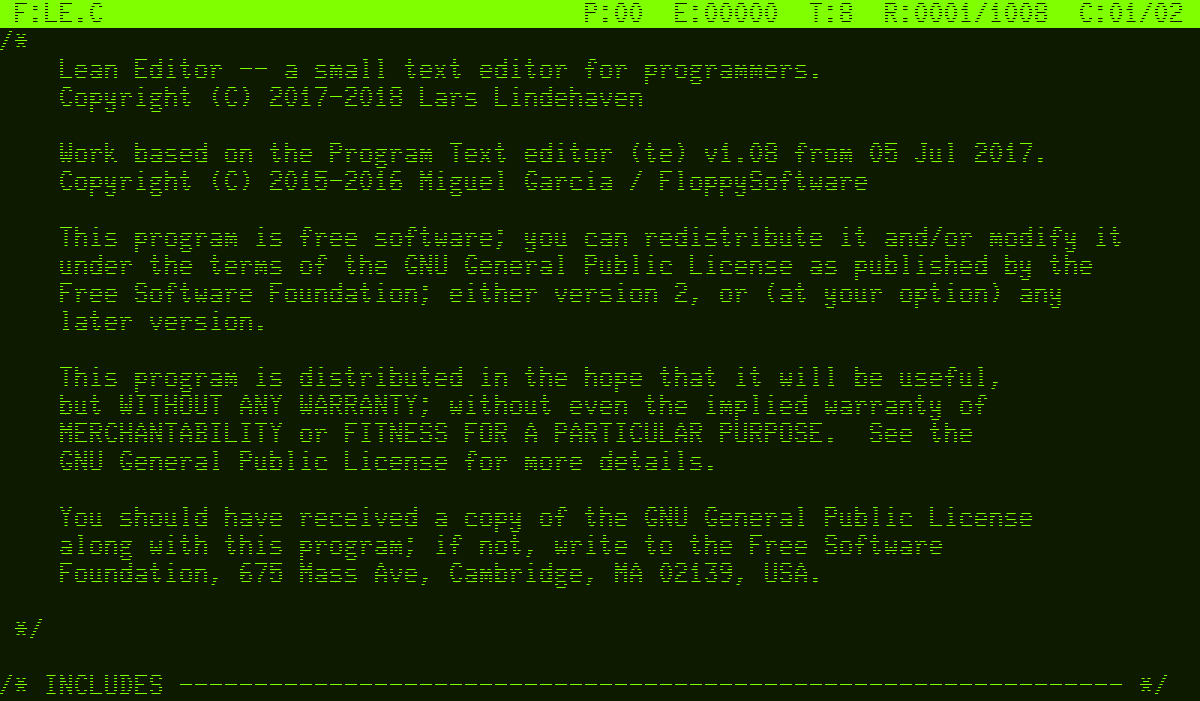 F:LE.C P:00 E:00000 T:8 R:0001/1008 C:01/02
/*
Lean Editor -- a small text editor for programmers.
Copyright (C) 2017-2018 Lars Lindehaven
Work based on the Program Text editor (te) v1.08 from 05 Jul 2017.
Copyright (C) 2015-2016 Miguel Garcia / FloppySoftware
This program is free software; you can redistribute it and/or modify it
under the terms of the GNU General Public License as published by the
Free Software Foundation; either version 2, or (at your option) any
later version.
This program is distributed in the hope that it will be useful,
but WITHOUT ANY WARRANTY; without even the implied warranty of
MERCHANTABILITY or FITNESS FOR A PARTICULAR PURPOSE.  See the
GNU General Public License for more details.
You should have received a copy of the GNU General Public License
along with this program; if not, write to the Free Software
Foundation, 675 Mass Ave, Cambridge, MA 02139, USA.
*/
/* INCLUDES --------------------------------------------------------------- */